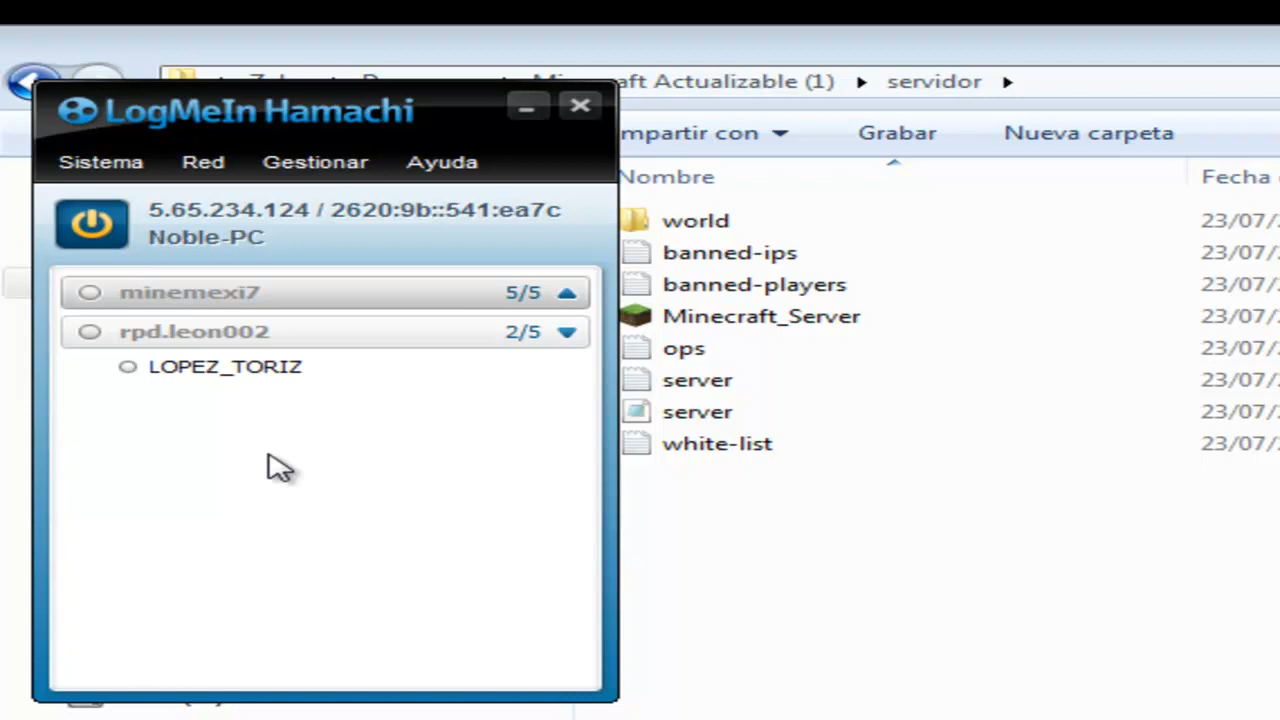 Minecraft Actualizable (1) servidor
LogMeIn Hamachi
Sistema Red Gestionar Ayuda
5.65.234.124 / 2620:9b::541:ea7c
Noble-PC
minemexi7 5/5
rpd.leon002 2/5
LOPEZ_TORIZ
mpartir con Grabar Nueva carpeta
Nombre Fecha
world 23/07/
banned-ips 23/07/
banned-players 23/07/
Minecraft_Server 23/07/
ops 23/07/
server 23/07/
server 23/07/
white-list 23/07/